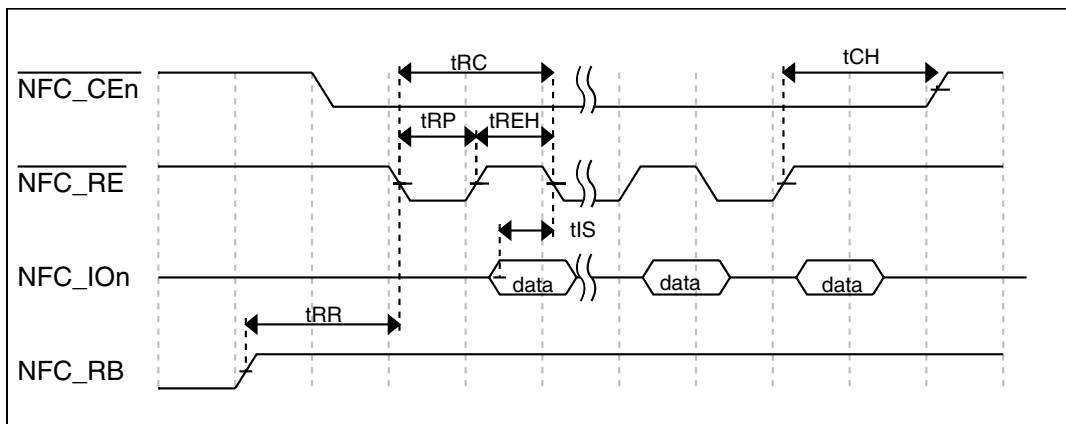 tRC
tCH
NFC_CEn
tRP
tREH
NFC_RE
tIS
NFC_IOn
data
data
data
tRR
NFC_RB